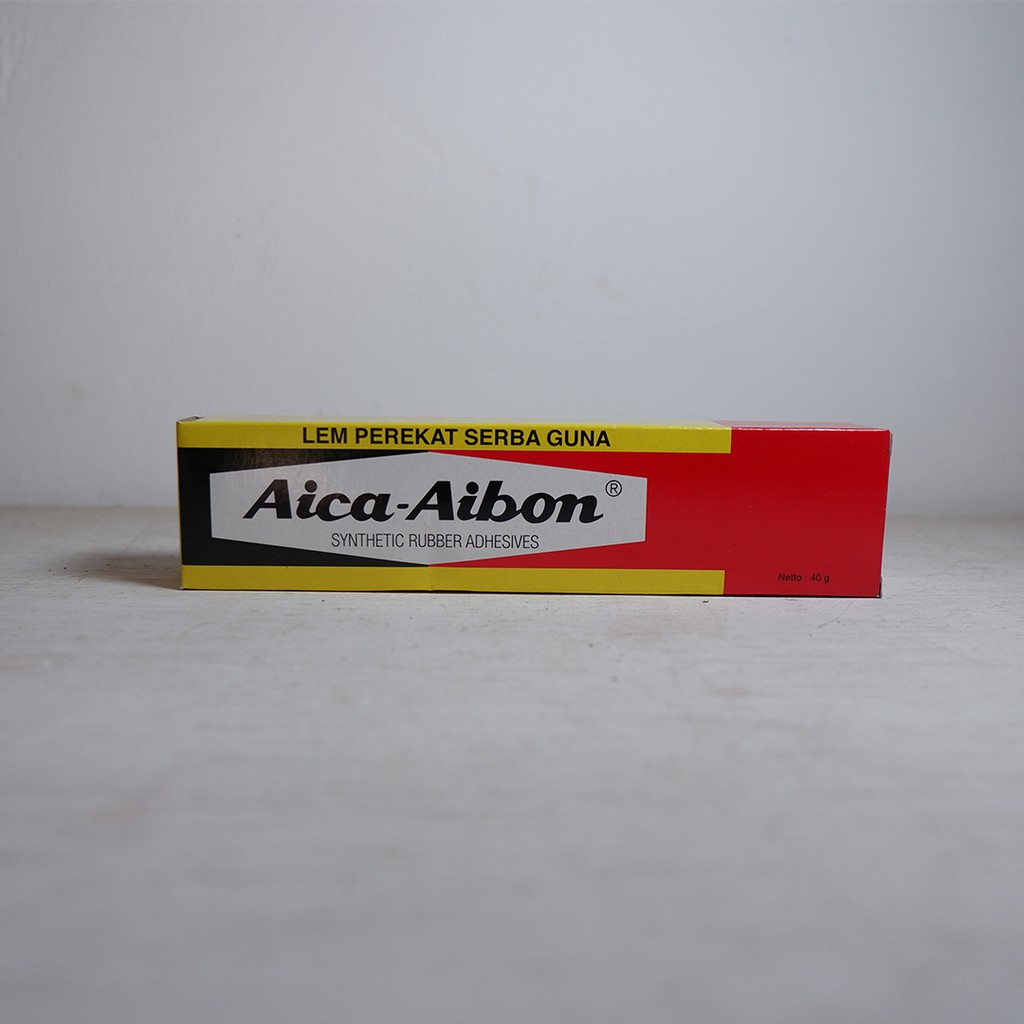 LEM PEREKAT SERBA GUNA
Aica-Aibon®
SYNTHETIC RUBBER ADHESIVES
Netto : 40 g